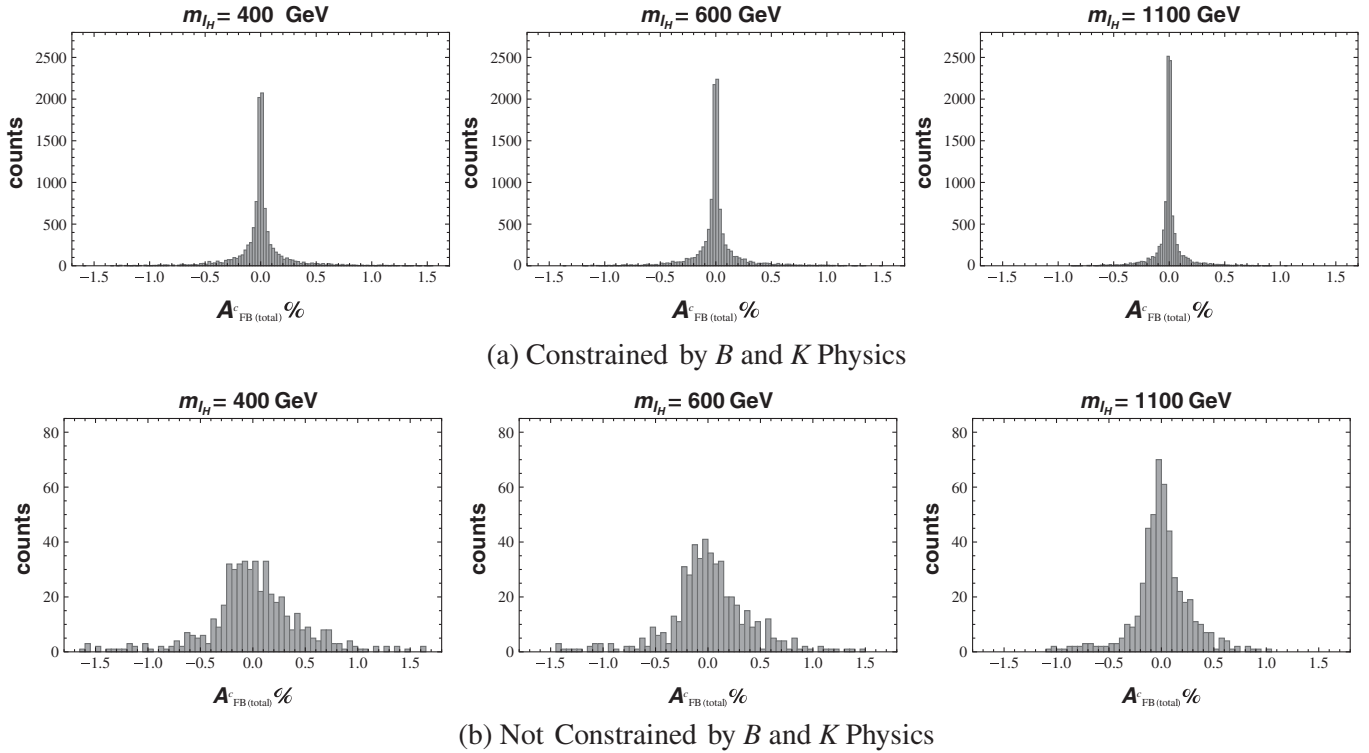 m_{l_H} = 400 GeV
m_{l_H} = 600 GeV
m_{l_H} = 1100 GeV
counts
2500
2000
1500
1000
500
0
−1.5 −1.0 −0.5 0.0 0.5 1.0 1.5
A^c_{FB (total)} %
counts
2500
2000
1500
1000
500
0
−1.5 −1.0 −0.5 0.0 0.5 1.0 1.5
A^c_{FB (total)} %
counts
2500
2000
1500
1000
500
0
−1.5 −1.0 −0.5 0.0 0.5 1.0 1.5
A^c_{FB (total)} %
(a) Constrained by B and K Physics
m_{l_H} = 400 GeV
m_{l_H} = 600 GeV
m_{l_H} = 1100 GeV
counts
80
60
40
20
0
−1.5 −1.0 −0.5 0.0 0.5 1.0 1.5
A^c_{FB (total)} %
counts
80
60
40
20
0
−1.5 −1.0 −0.5 0.0 0.5 1.0 1.5
A^c_{FB (total)} %
counts
80
60
40
20
0
−1.5 −1.0 −0.5 0.0 0.5 1.0 1.5
A^c_{FB (total)} %
(b) Not Constrained by B and K Physics